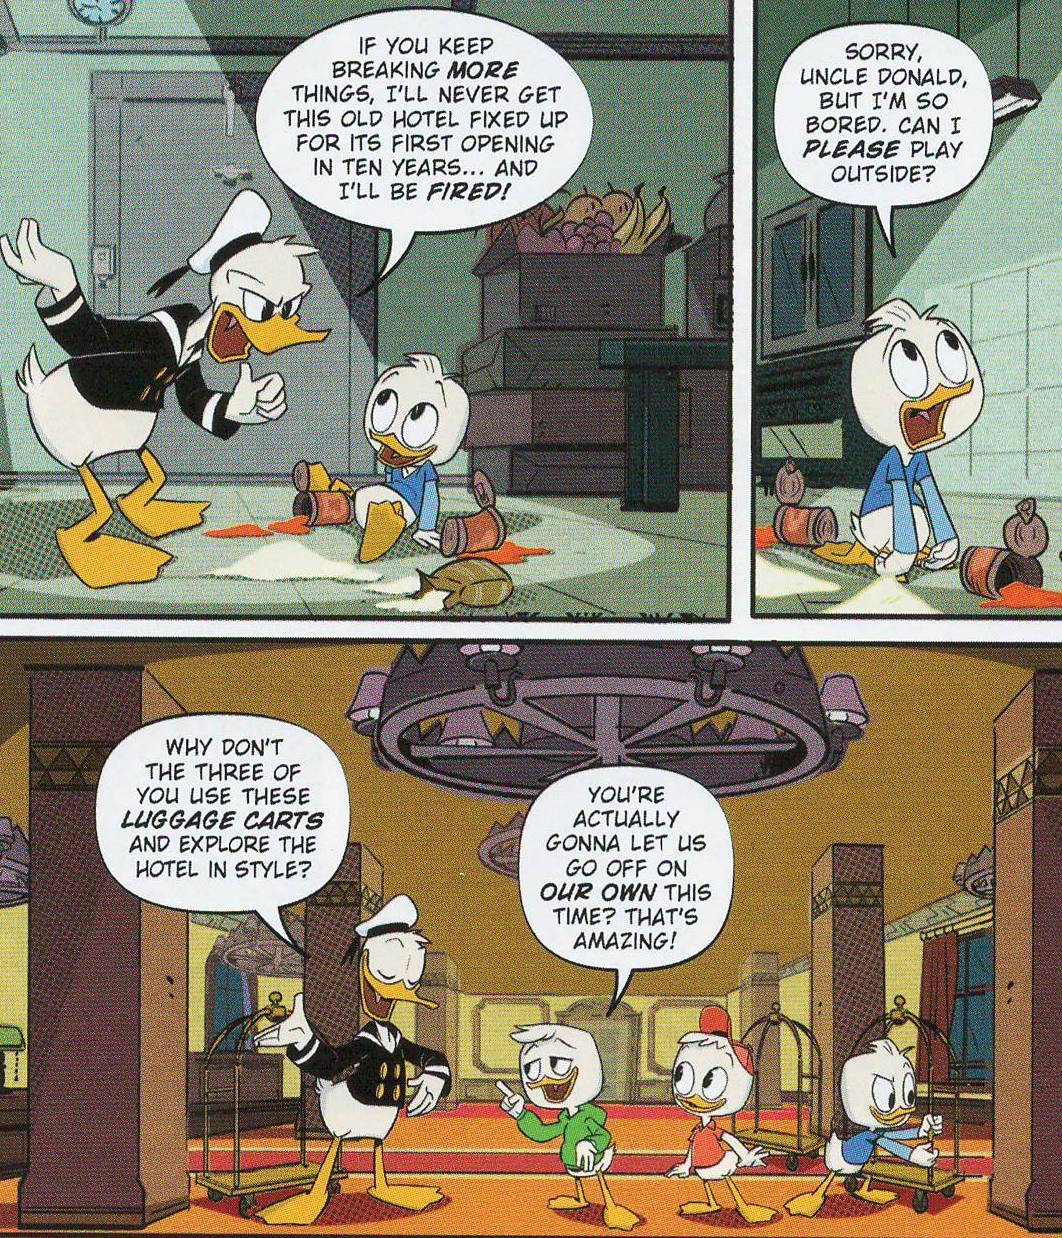 IF YOU KEEP
BREAKING MORE
THINGS, I'LL NEVER GET
THIS OLD HOTEL FIXED UP
FOR ITS FIRST OPENING
IN TEN YEARS... AND
I'LL BE FIRED!
SORRY,
UNCLE DONALD,
BUT I'M SO
BORED. CAN I
PLEASE PLAY
OUTSIDE?
WHY DON'T
THE THREE OF
YOU USE THESE
LUGGAGE CARTS
AND EXPLORE THE
HOTEL IN STYLE?
YOU'RE
ACTUALLY
GONNA LET US
GO OFF ON
OUR OWN THIS
TIME? THAT'S
AMAZING!